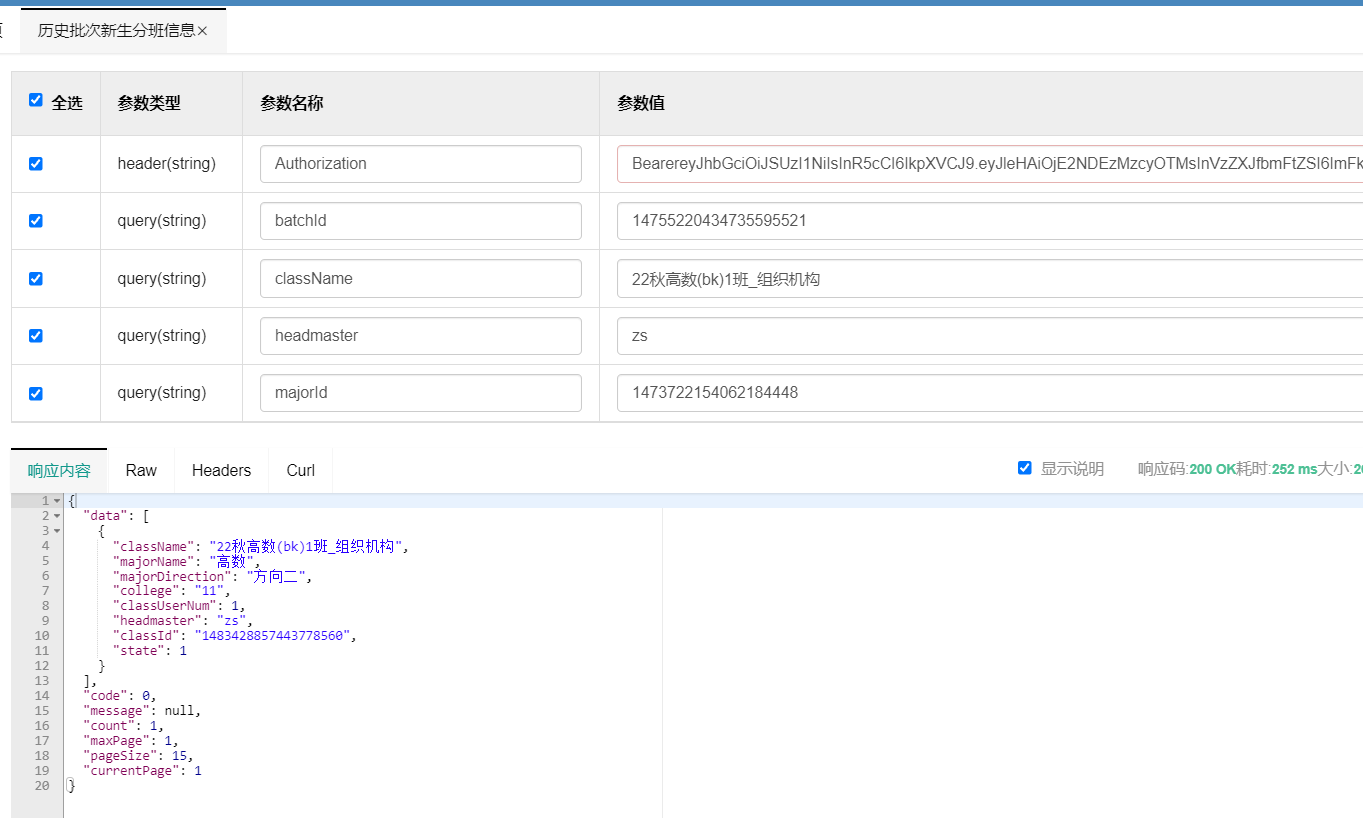 历史批次新生分班信息×
全选 参数类型 参数名称 参数值
header(string) Authorization BearereyJhbGciOiJSUzI1NiIsInR5cCI6IkpXVCJ9.eyJleHAiOjE2NDEzMzcyOTMsInVzZXJfbmFtZSI6ImFk
query(string) batchId 14755220434735595521
query(string) className 22秋高数(bk)1班_组织机构
query(string) headmaster zs
query(string) majorId 1473722154062184448
响应内容 Raw Headers Curl 显示说明 响应码:200 OK耗时:252 ms大小:
1 {
2 "data": [
3 {
4 "className": "22秋高数(bk)1班_组织机构",
5 "majorName": "高数",
6 "majorDirection": "方向二",
7 "college": "11",
8 "classUserNum": 1,
9 "headmaster": "zs",
10 "classId": "1483428857443778560",
11 "state": 1
12 }
13 ],
14 "code": 0,
15 "message": null,
16 "count": 1,
17 "maxPage": 1,
18 "pageSize": 15,
19 "currentPage": 1
20 }